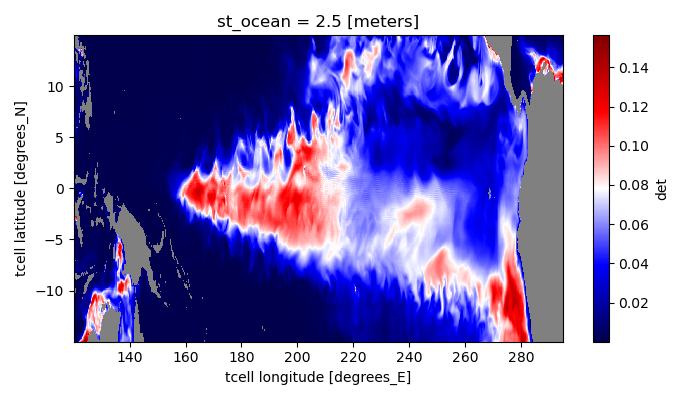 st_ocean = 2.5 [meters]
10
5
0
−5
−10
tcell latitude [degrees_N]
140 160 180 200 220 240 260 280
tcell longitude [degrees_E]
0.14
0.12
0.10
0.08
0.06
0.04
0.02
det